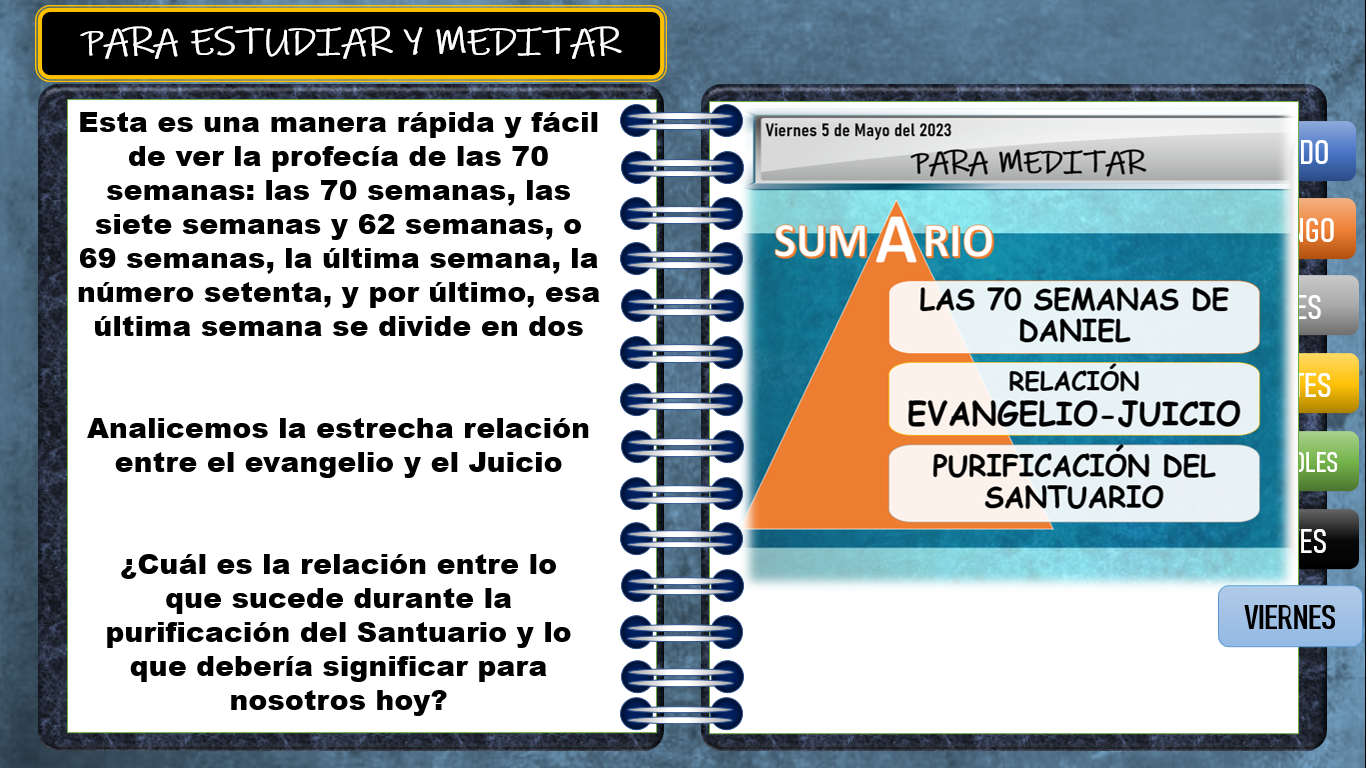 PARA ESTUDIAR Y MEDITAR
Esta es una manera rápida y fácil
de ver la profecía de las 70
semanas: las 70 semanas, las
siete semanas y 62 semanas, o
69 semanas, la última semana, la
número setenta, y por último, esa
última semana se divide en dos
Analicemos la estrecha relación
entre el evangelio y el Juicio
¿Cuál es la relación entre lo
que sucede durante la
purificación del Santuario y lo
que debería significar para
nosotros hoy?
Viernes 5 de Mayo del 2023
PARA MEDITAR
SUMARIO
LAS 70 SEMANAS DE
DANIEL
RELACIÓN
EVANGELIO-JUICIO
PURIFICACIÓN DEL
SANTUARIO
DO
NGO
ES
TES
OLES
ES
VIERNES